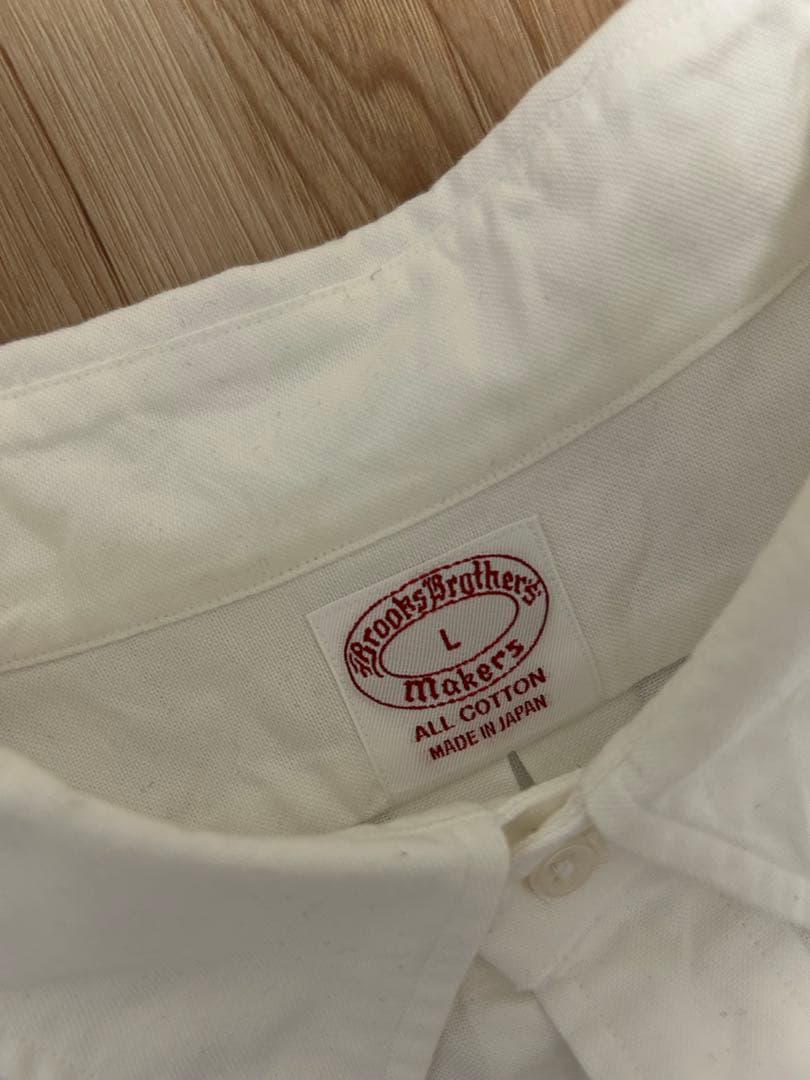 Brooks Brothers
L
Makers
ALL COTTON
MADE IN JAPAN